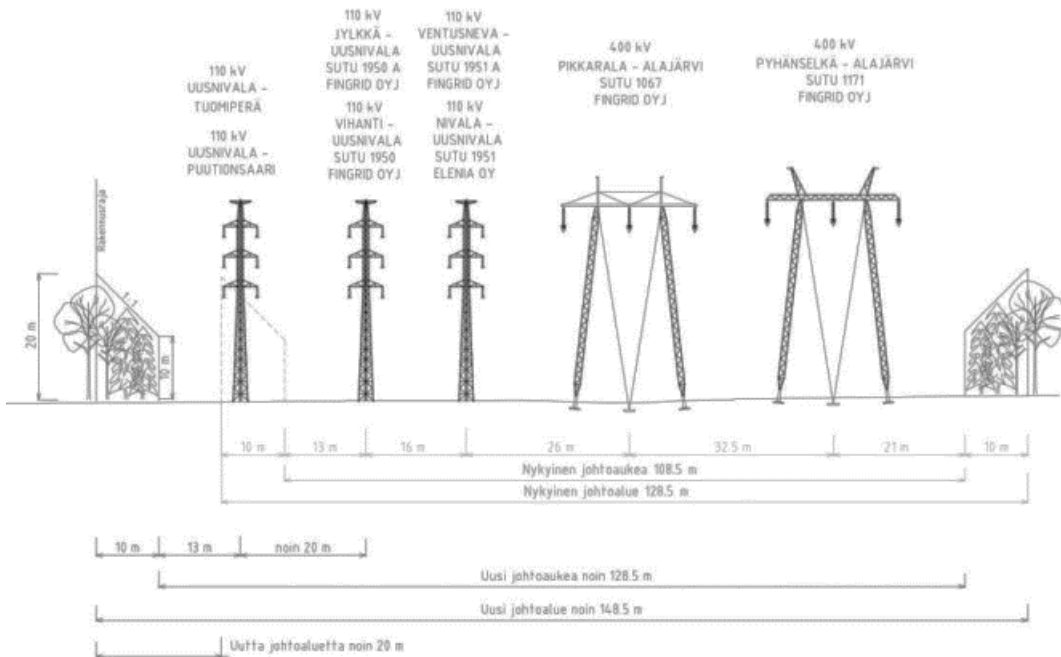 110 kV
UUSNIVALA -
TUOMIPERÄ
110 kV
UUSNIVALA -
PUUTIONSAARI
110 kV
JYLKKÄ -
UUSNIVALA
SUTU 1950 A
FINGRID OYJ
110 kV
VIHANTI -
UUSNIVALA
SUTU 1950
FINGRID OYJ
110 kV
VENTUSNEVA -
UUSNIVALA
SUTU 1951 A
FINGRID OYJ
110 kV
NIVALA -
UUSNIVALA
SUTU 1951
ELENIA OY
400 kV
PIKKARALA - ALAJÄRVI
SUTU 1067
FINGRID OYJ
400 kV
PYHÄNSELKÄ - ALAJÄRVI
SUTU 1171
FINGRID OYJ
Rakennusraja
1:1
20 m
10 m
10 m
13 m
16 m
26 m
32.5 m
21 m
10 m
Nykyinen johtoaukea 108.5 m
Nykyinen johtoalue 128.5 m
10 m
13 m
noin 20 m
Uusi johtoaukea noin 128.5 m
Uusi johtoalue noin 148.5 m
Uutta johtoaluetta noin 20 m